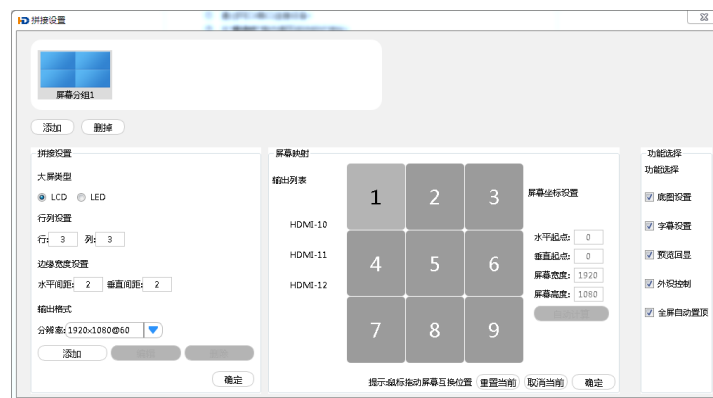 拼接设置
屏幕分组1
添加 删掉
拼接设置
大屏类型
LCD LED
行列设置
行: 3 列: 3
边缘宽度设置
水平间距: 2 垂直间距: 2
输出格式
分辨率: 1920x1080@60
添加
确定
屏幕映射
输出列表
HDMI-10
HDMI-11
HDMI-12
1 2 3
4 5 6
7 8 9
屏幕坐标设置
水平起点: 0
垂直起点: 0
屏幕宽度: 1920
屏幕高度: 1080
提示:鼠标拖动屏幕互换位置 重置当前 取消当前 确定
功能选择
功能选择
底图设置
字幕设置
预览回显
外设控制
全屏自动置顶